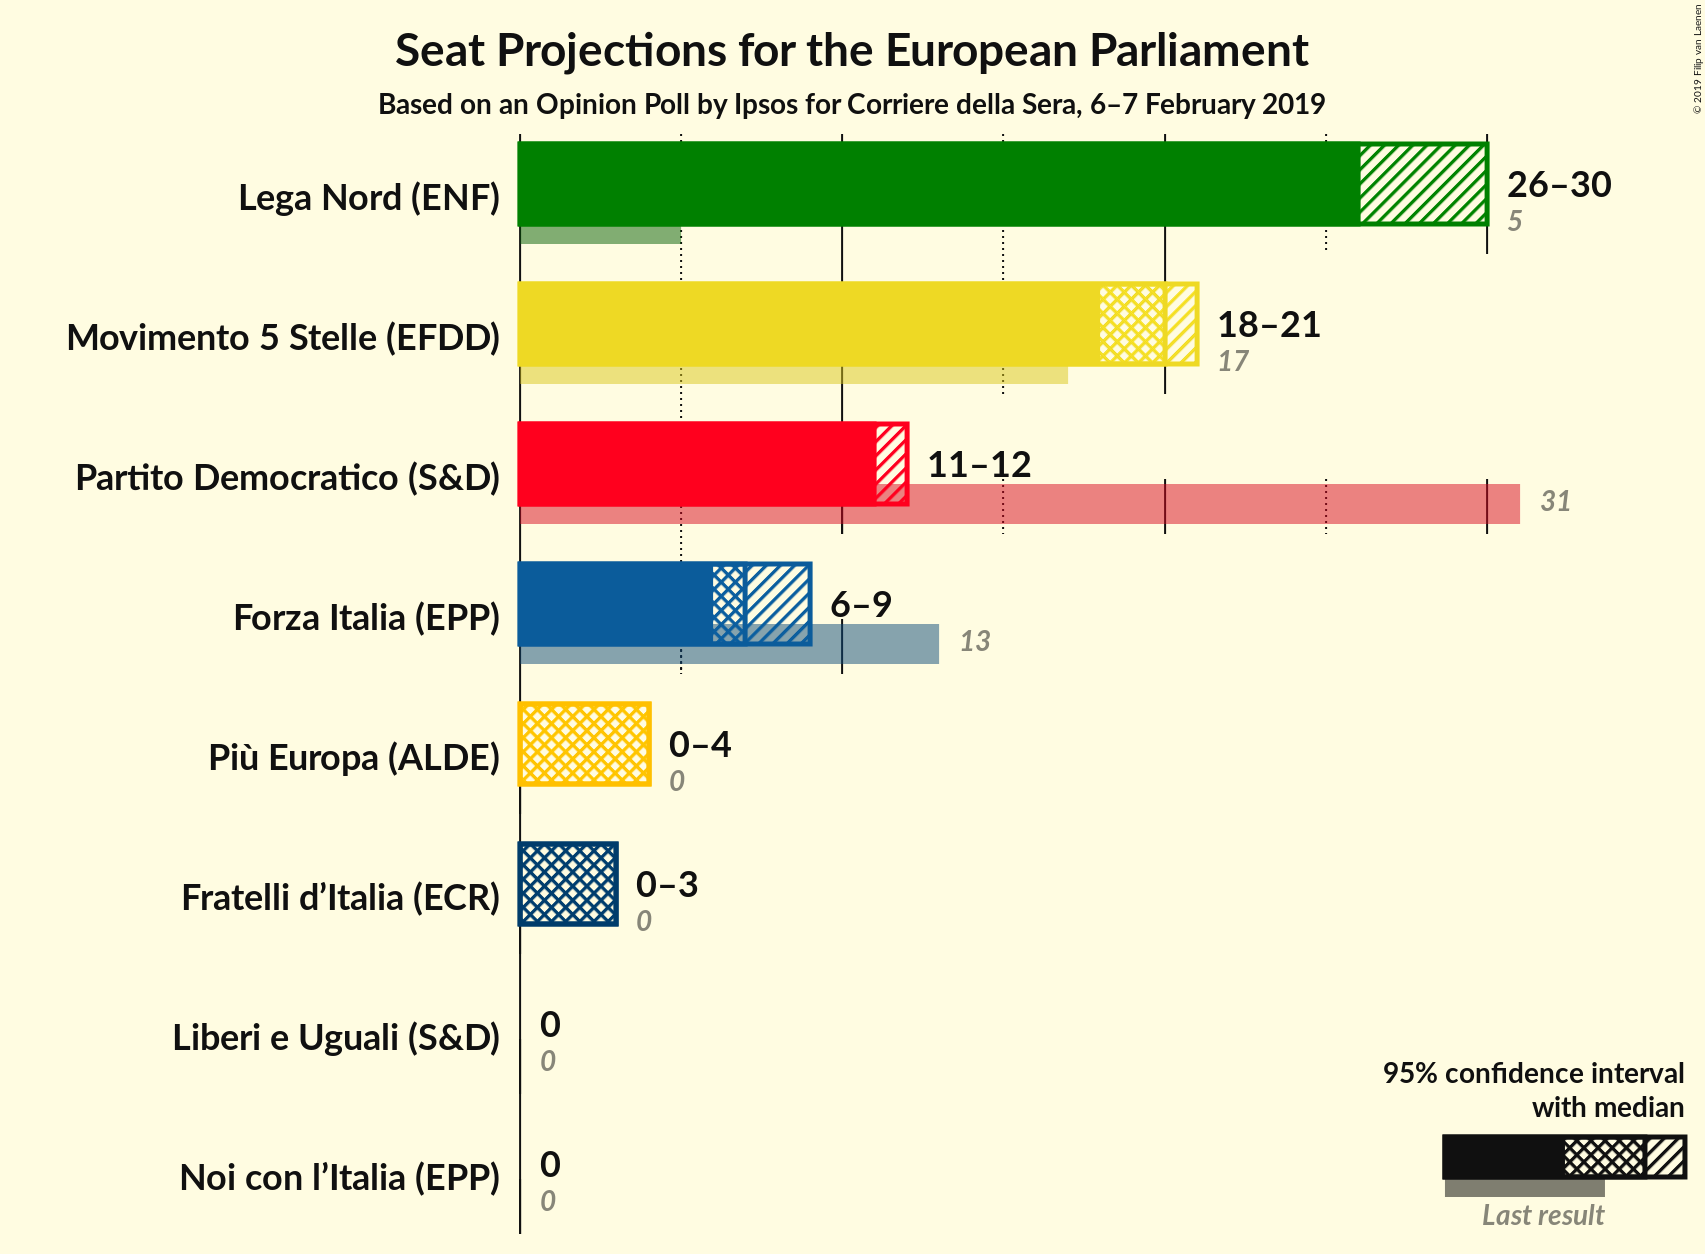 Seat Projections for the European Parliament
Based on an Opinion Poll by Ipsos for Corriere della Sera, 6–7 February 2019
© 2019 Filip van Laenen
Lega Nord (ENF)
26–30
5
Movimento 5 Stelle (EFDD)
18–21
17
Partito Democratico (S&D)
11–12
31
Forza Italia (EPP)
6–9
13
Più Europa (ALDE)
0–4
0
Fratelli d’Italia (ECR)
0–3
0
Liberi e Uguali (S&D)
0
0
Noi con l’Italia (EPP)
0
0
95% confidence interval
with median
Last result